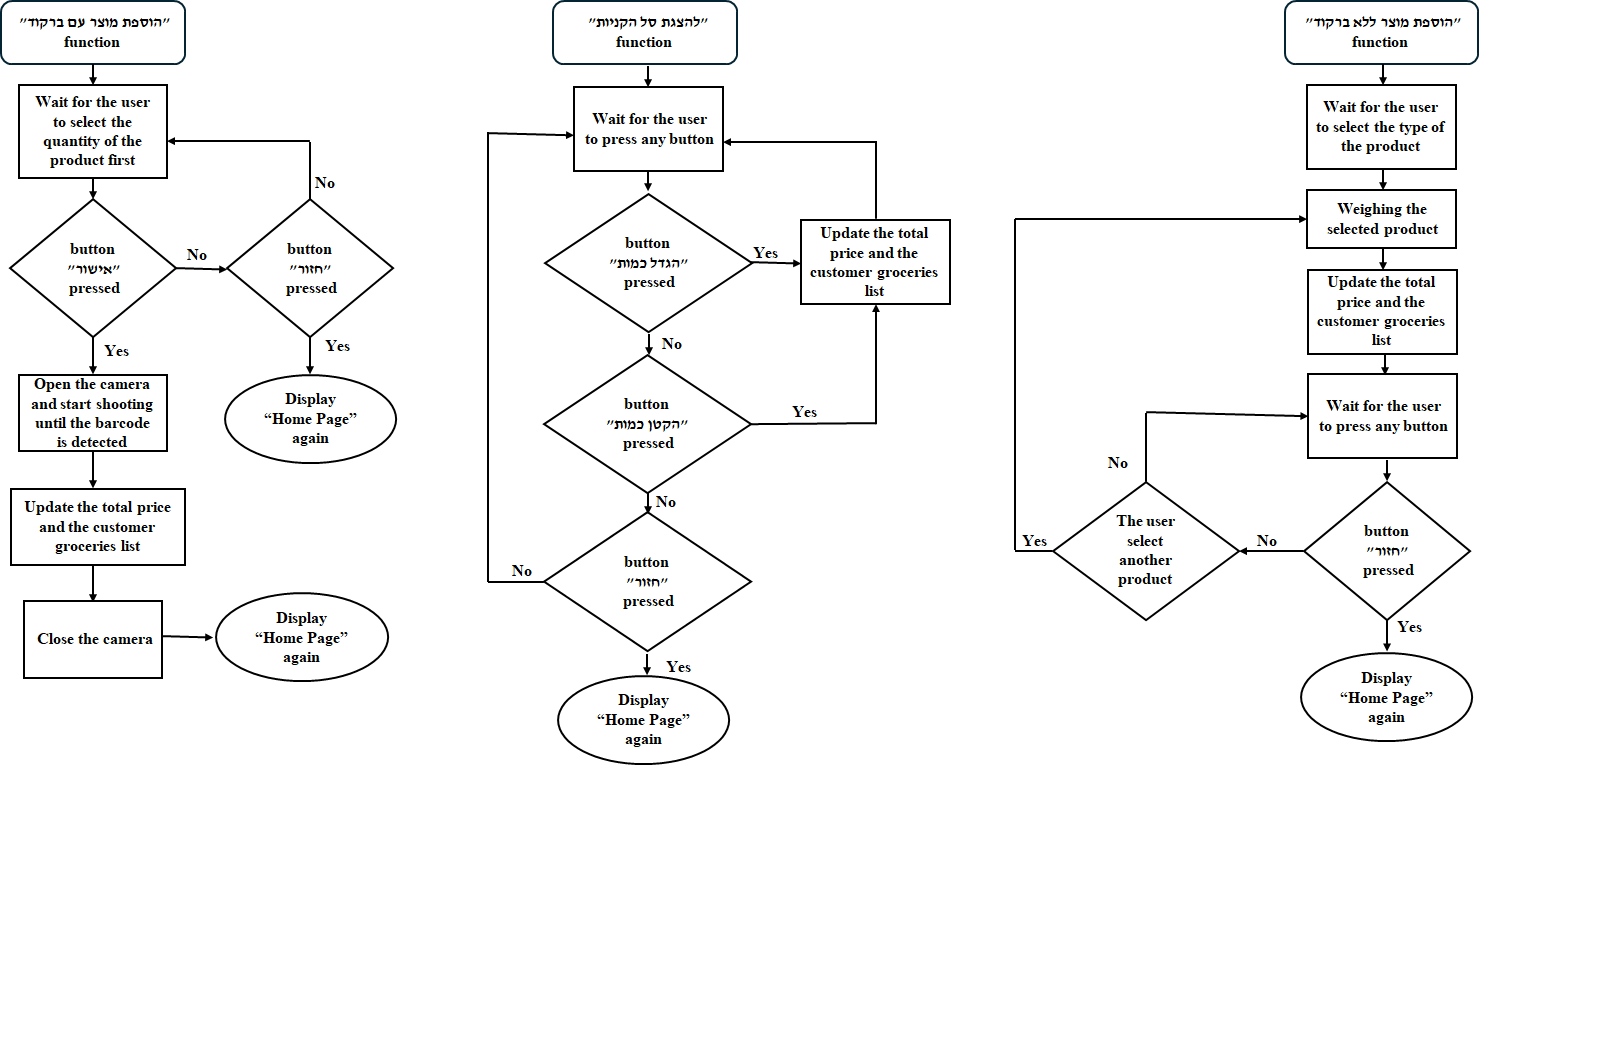 "הוספת מוצר עם ברקוד"
function
Wait for the user
to select the
quantity of the
product first
No
button
"אישור"
pressed
No
button
"חזור"
pressed
Yes
Yes
Open the camera
and start shooting
until the barcode
is detected
Display
“Home Page”
again
Update the total price
and the customer
groceries list
Close the camera
Display
“Home Page”
again
"להצגת סל הקניות"
function
Wait for the user
to press any button
button
"הגדל כמות"
pressed
Yes
Update the total
price and the
customer groceries
list
No
button
"הקטן כמות"
pressed
Yes
No
button
"חזור"
pressed
No
Yes
Display
“Home Page”
again
"הוספת מוצר ללא ברקוד"
function
Wait for the user
to select the type of
the product
Weighing the
selected product
Update the total
price and the
customer groceries
list
Wait for the user
to press any button
No
The user
select
another
product
Yes
No
button
"חזור"
pressed
Yes
Display
“Home Page”
again